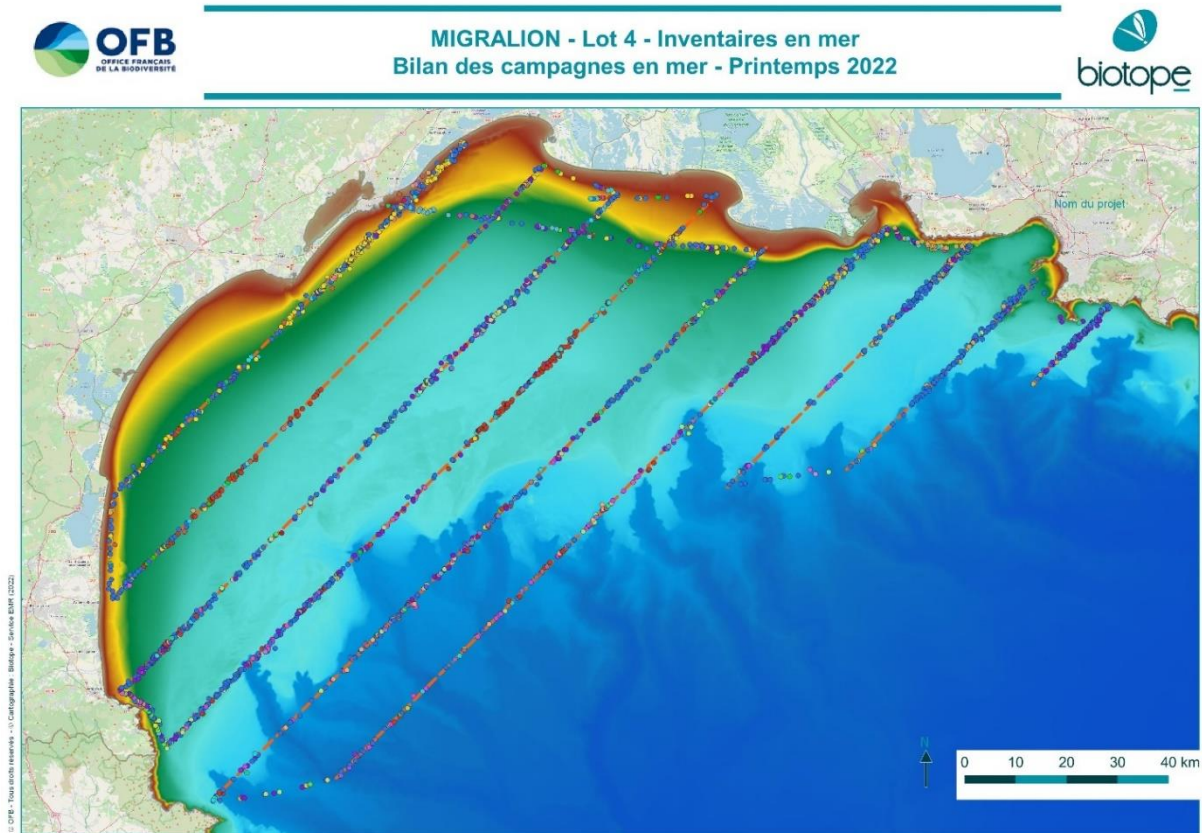 OFB
OFFICE FRANÇAIS
DE LA BIODIVERSITÉ
MIGRALION - Lot 4 - Inventaires en mer
Bilan des campagnes en mer - Printemps 2022
biotope
Nom du projet
N
0 10 20 30 40 km
© OFB - Tous droits réservés - © Cartographie : Biotope - Service EMR (2022)